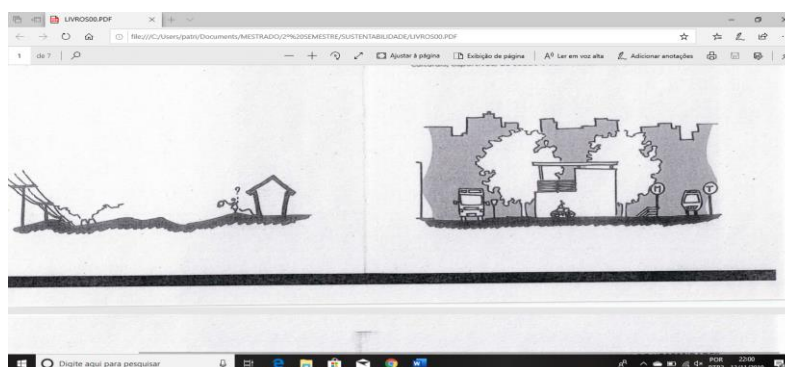 LIVROS00.PDF
file:///C:/Users/patri/Documents/MESTRADO/2º%20SEMESTRE/SUSTENTABILIDADE/LIVROS00.PDF
1 de 7
Ajustar à página
Exibição de página
Ler em voz alta
Adicionar anotações
?
M
T
Digite aqui para pesquisar
POR
22:00